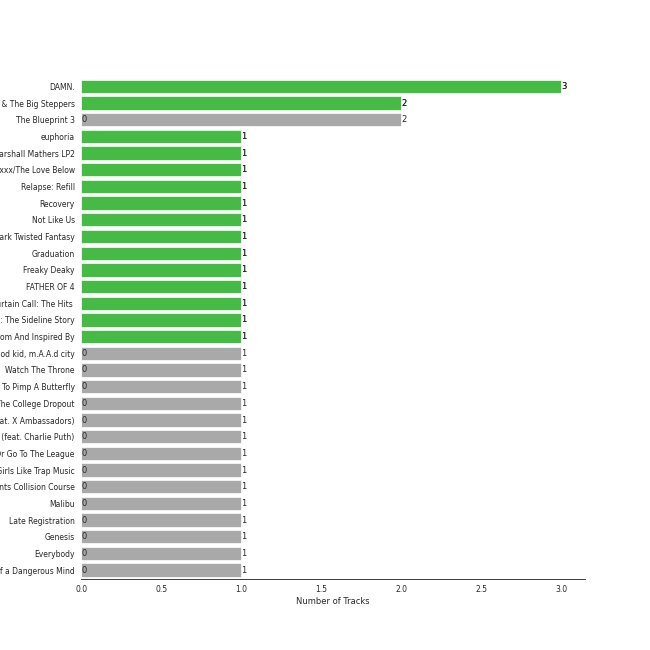 DAMN. 3
& The Big Steppers 2
The Blueprint 3 0 2
euphoria 1
arshall Mathers LP2 1
xxx/The Love Below 1
Relapse: Refill 1
Recovery 1
Not Like Us 1
ark Twisted Fantasy 1
Graduation 1
Freaky Deaky 1
FATHER OF 4 1
rtain Call: The Hits 1
: The Sideline Story 1
om And Inspired By 1
od kid, m.A.A.d city 0 1
Watch The Throne 0 1
To Pimp A Butterfly 0 1
he College Dropout 0 1
at. X Ambassadors) 0 1
(feat. Charlie Puth) 0 1
Or Go To The League 0 1
Girls Like Trap Music 0 1
nts Collision Course 0 1
Malibu 0 1
Late Registration 0 1
Genesis 0 1
Everybody 0 1
f a Dangerous Mind 0 1
0.0 0.5 1.0 1.5 2.0 2.5 3.0
Number of Tracks